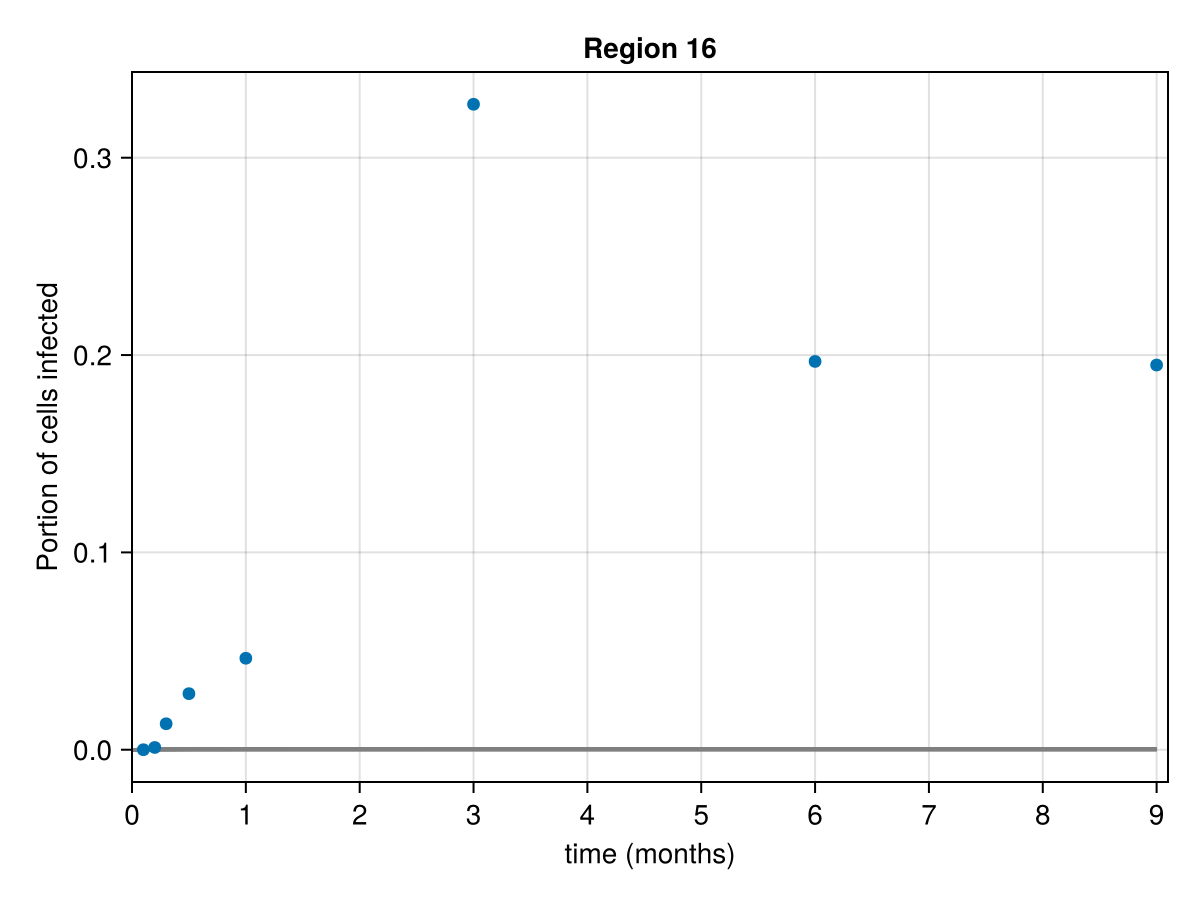 Region 16
Portion of cells infected
0.3
0.2
0.1
0.0
0 1 2 3 4 5 6 7 8 9
time (months)